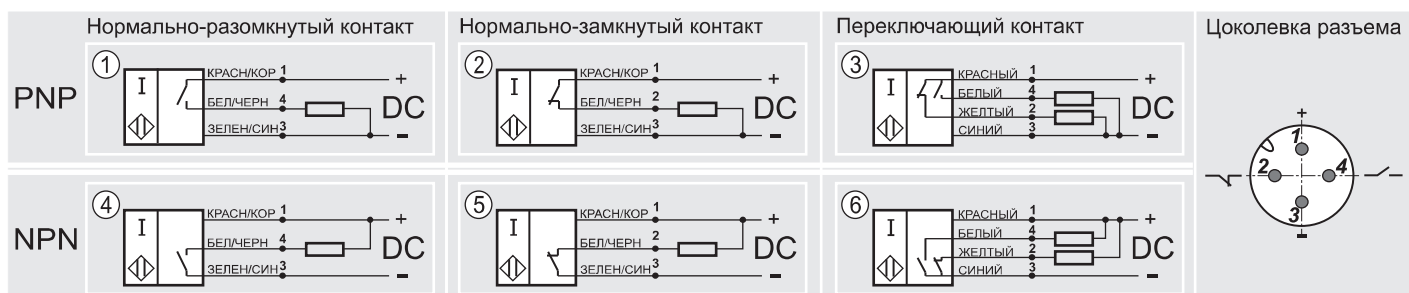 Нормально-разомкнутый контакт
Нормально-замкнутый контакт
Переключающий контакт
Цоколевка разъема
PNP
1
I
КРАСН/КОР 1
+
БЕЛ/ЧЕРН 4
DC
ЗЕЛЕН/СИН 3
-
2
I
КРАСН/КОР 1
+
БЕЛ/ЧЕРН 2
DC
ЗЕЛЕН/СИН 3
-
3
I
КРАСНЫЙ 1
+
БЕЛЫЙ 4
ЖЕЛТЫЙ 2
DC
СИНИЙ 3
-
NPN
4
I
КРАСН/КОР 1
+
БЕЛ/ЧЕРН 4
DC
ЗЕЛЕН/СИН 3
-
5
I
КРАСН/КОР 1
+
БЕЛ/ЧЕРН 2
DC
ЗЕЛЕН/СИН 3
-
6
I
КРАСНЫЙ 1
+
БЕЛЫЙ 4
ЖЕЛТЫЙ 2
DC
СИНИЙ 3
-
+
1
2 4
3
-